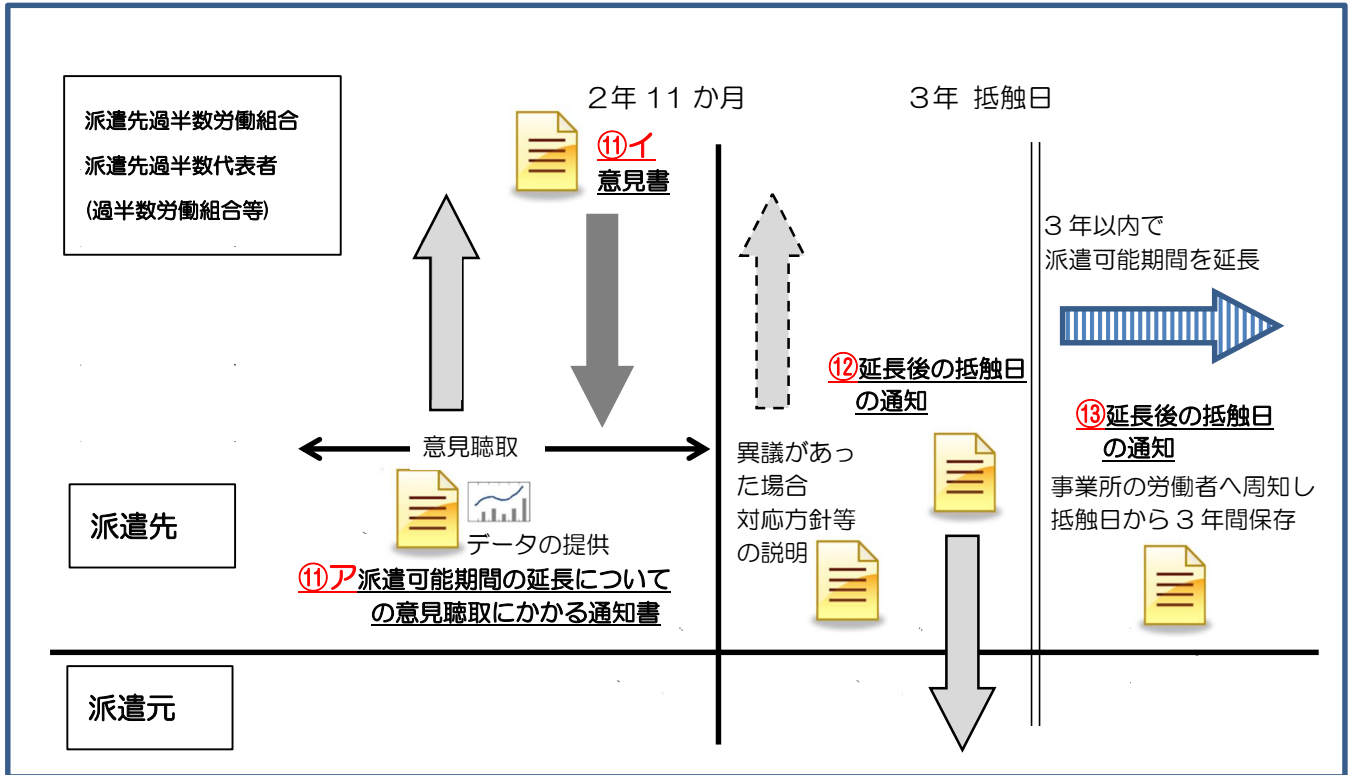 派遣先過半数労働組合
派遣先過半数代表者
(過半数労働組合等)
2年 11 か月
3年 抵触日
⑪イ
意見書
3 年以内で
派遣可能期間を延長
意見聴取
データの提供
⑪ア派遣可能期間の延長について
の意見聴取にかかる通知書
異議があっ
た場合
対応方針等
の説明
⑫延長後の抵触日
の通知
⑬延長後の抵触日
の通知
事業所の労働者へ周知し
抵触日から 3 年間保存
派遣先
派遣元